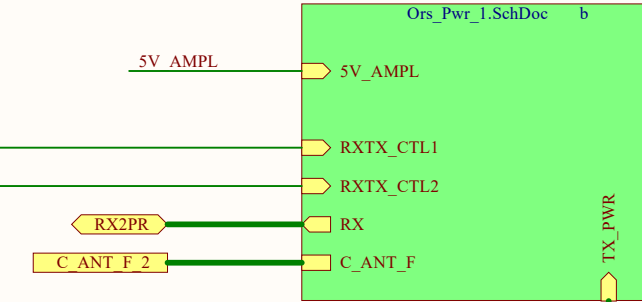 Ors_Pwr_1.SchDoc b
5V_AMPL
5V_AMPL
RXTX_CTL1
RXTX_CTL2
RX2PR
RX
C_ANT_F_2
C_ANT_F
TX_PWR